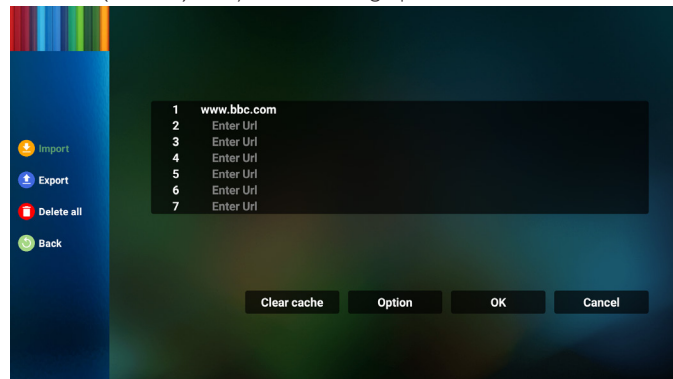 Import
Export
Delete all
Back
1 www.bbc.com
2 Enter Url
3 Enter Url
4 Enter Url
5 Enter Url
6 Enter Url
7 Enter Url
Clear cache Option OK Cancel